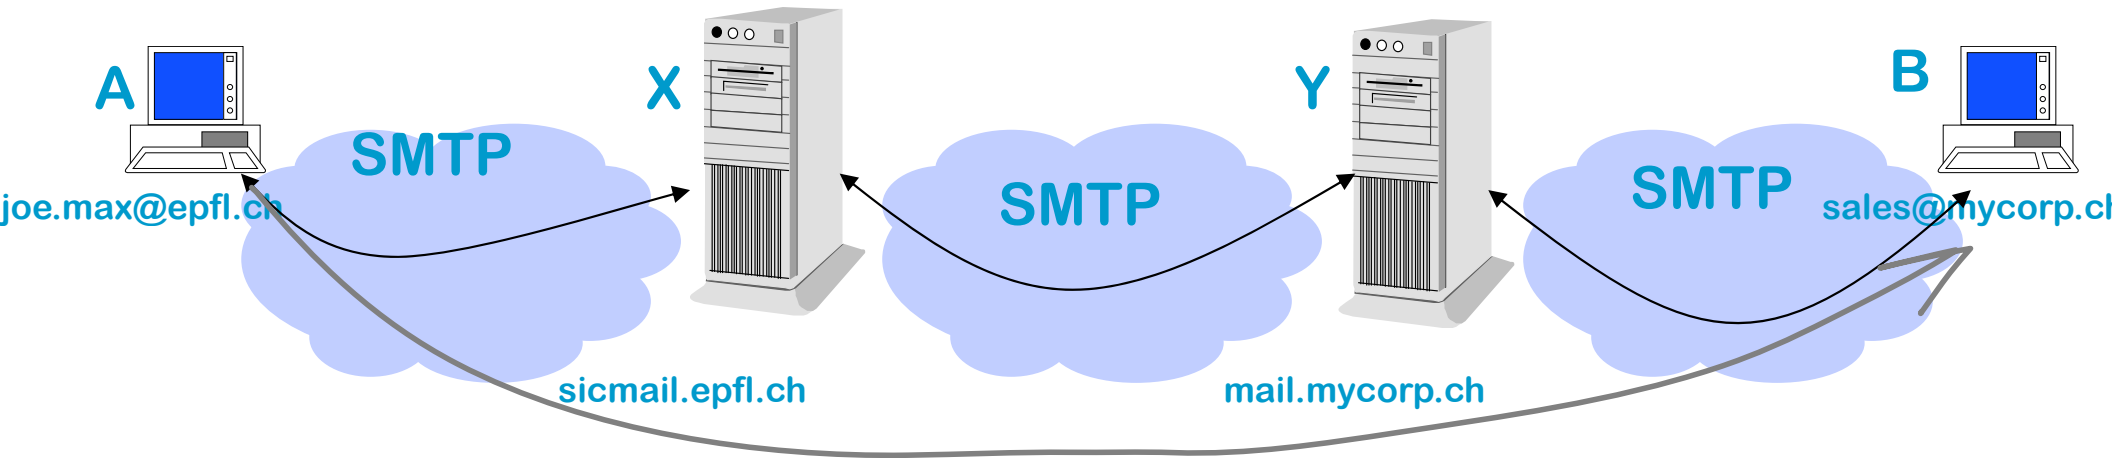 A
X
Y
B
SMTP
SMTP
SMTP
joe.max@epfl.ch
sales@mycorp.ch
sicmail.epfl.ch
mail.mycorp.ch